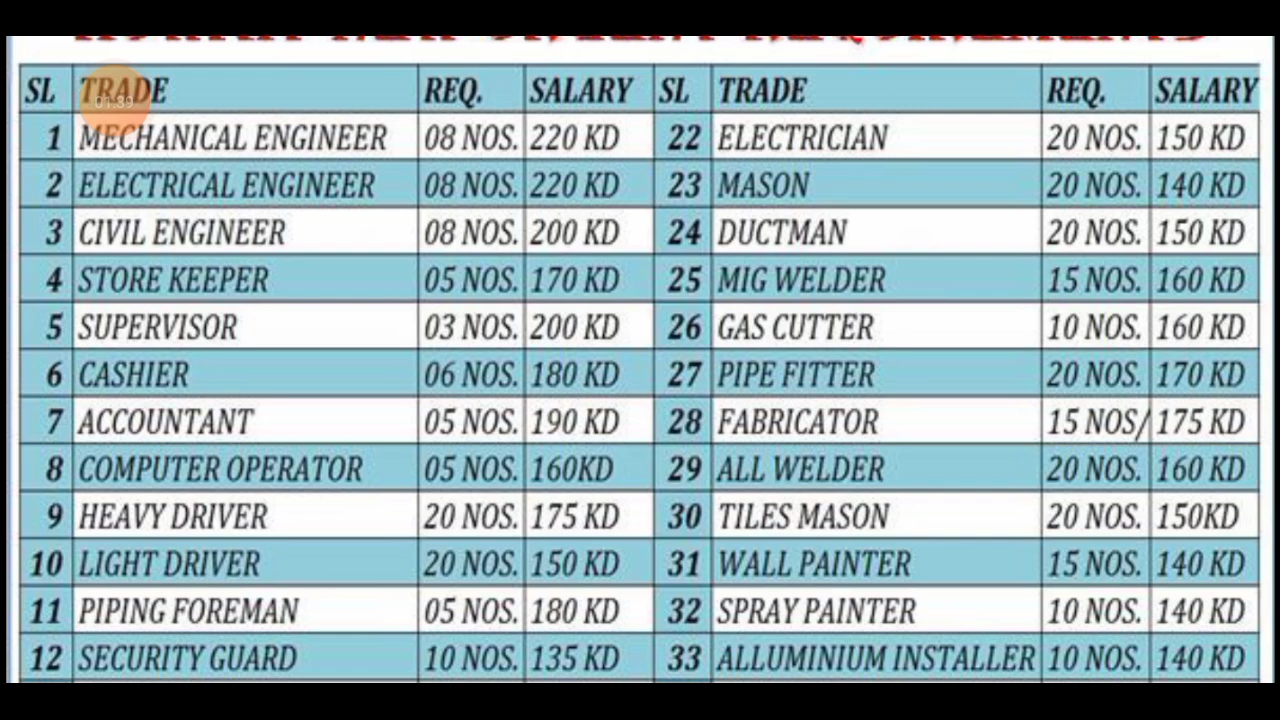 SL TRADE REQ. SALARY SL TRADE REQ. SALARY
1 MECHANICAL ENGINEER 08 NOS. 220 KD 22 ELECTRICIAN 20 NOS. 150 KD
2 ELECTRICAL ENGINEER 08 NOS. 220 KD 23 MASON 20 NOS. 140 KD
3 CIVIL ENGINEER 08 NOS. 200 KD 24 DUCTMAN 20 NOS. 150 KD
4 STORE KEEPER 05 NOS. 170 KD 25 MIG WELDER 15 NOS. 160 KD
5 SUPERVISOR 03 NOS. 200 KD 26 GAS CUTTER 10 NOS. 160 KD
6 CASHIER 06 NOS. 180 KD 27 PIPE FITTER 20 NOS. 170 KD
7 ACCOUNTANT 05 NOS. 190 KD 28 FABRICATOR 15 NOS/ 175 KD
8 COMPUTER OPERATOR 05 NOS. 160KD 29 ALL WELDER 20 NOS. 160 KD
9 HEAVY DRIVER 20 NOS. 175 KD 30 TILES MASON 20 NOS. 150KD
10 LIGHT DRIVER 20 NOS. 150 KD 31 WALL PAINTER 15 NOS. 140 KD
11 PIPING FOREMAN 05 NOS. 180 KD 32 SPRAY PAINTER 10 NOS. 140 KD
12 SECURITY GUARD 10 NOS. 135 KD 33 ALLUMINIUM INSTALLER 10 NOS. 140 KD
01:39